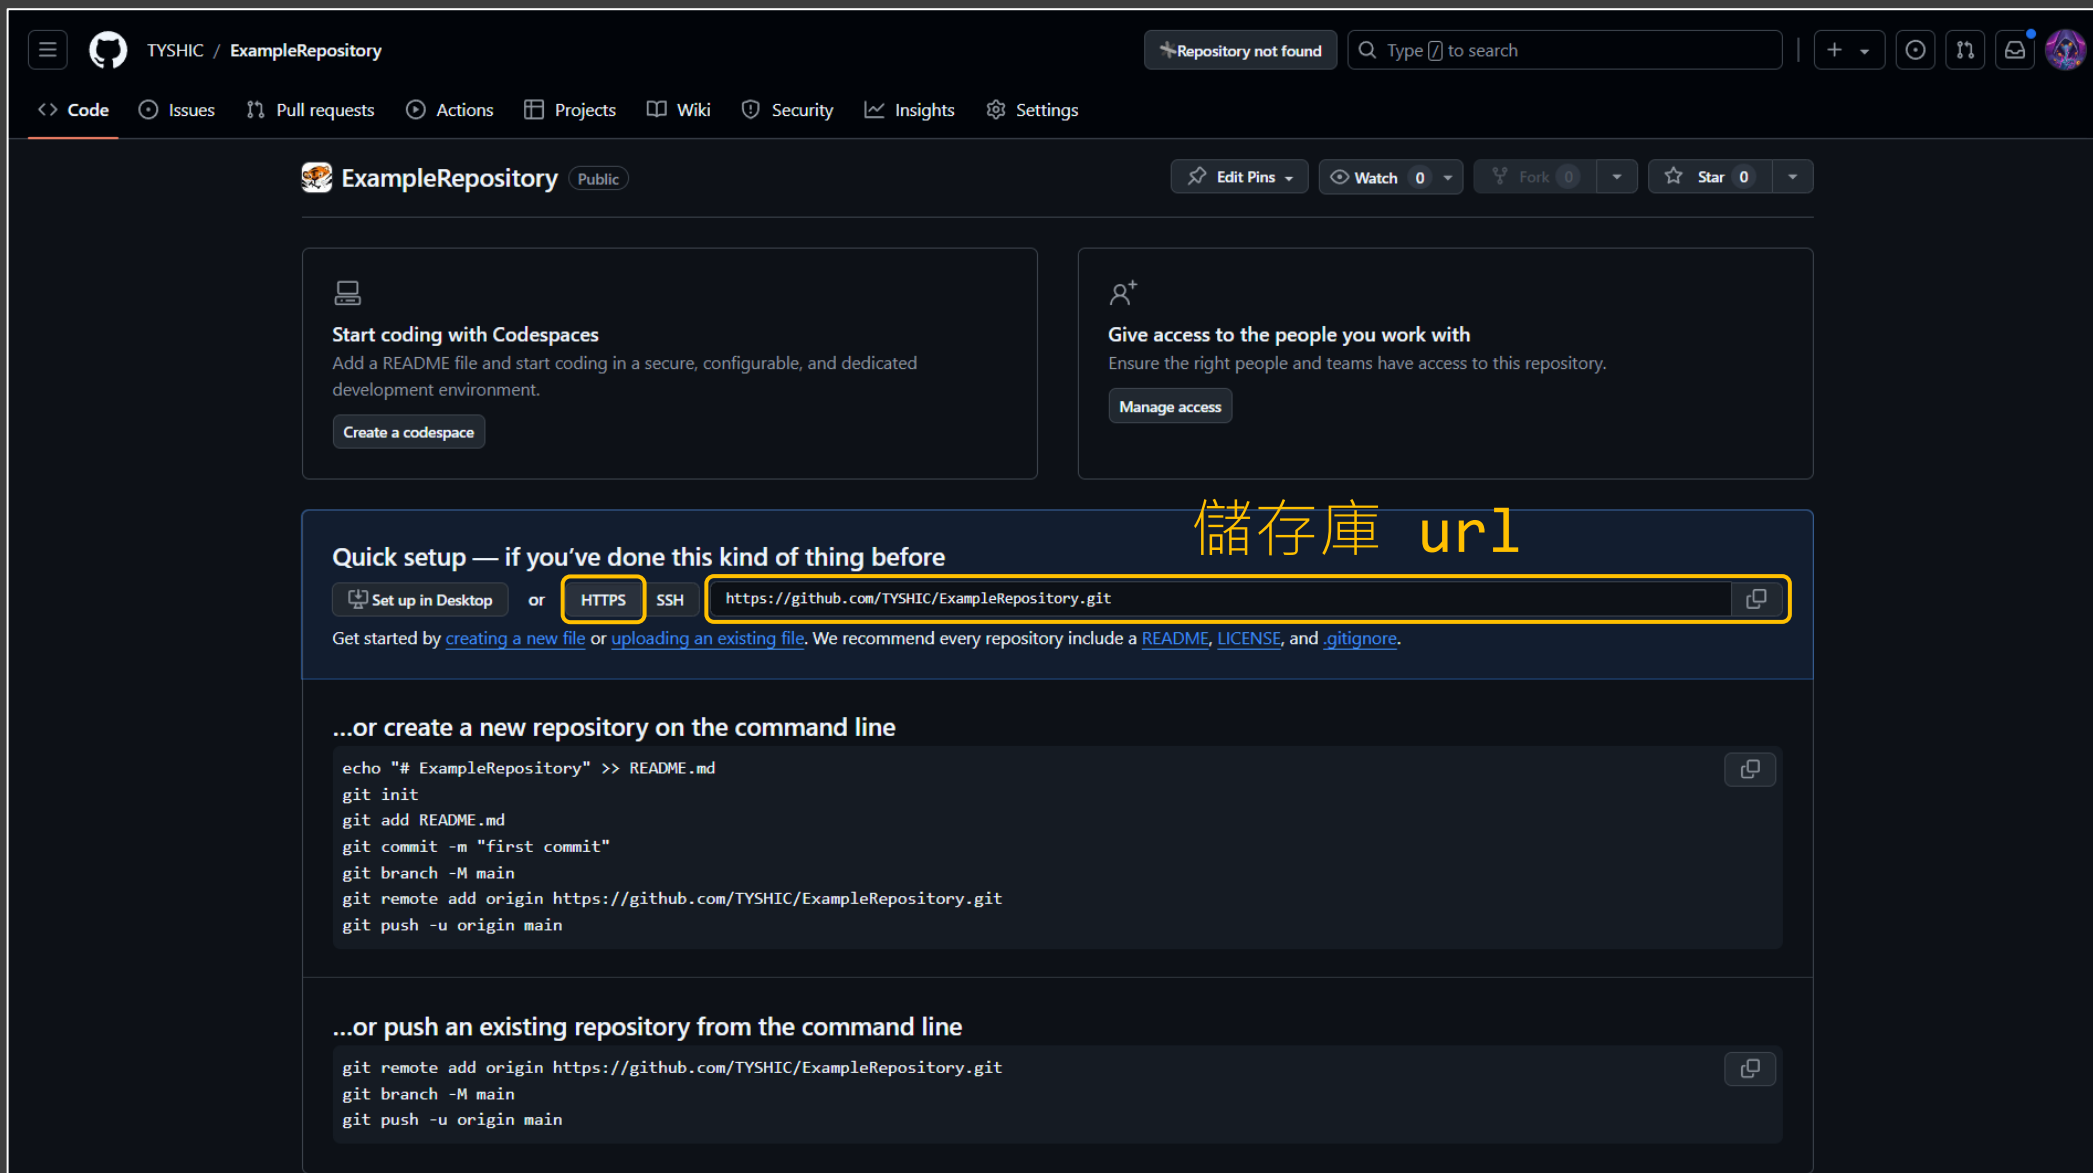 TYSHIC / ExampleRepository
Repository not found
Type / to search
Code
Issues
Pull requests
Actions
Projects
Wiki
Security
Insights
Settings
ExampleRepository
Public
Edit Pins
Watch 0
Fork 0
Star 0
Start coding with Codespaces
Add a README file and start coding in a secure, configurable, and dedicated
development environment.
Create a codespace
Give access to the people you work with
Ensure the right people and teams have access to this repository.
Manage access
儲存庫 url
Quick setup — if you’ve done this kind of thing before
Set up in Desktop or HTTPS SSH https://github.com/TYSHIC/ExampleRepository.git
Get started by creating a new file or uploading an existing file. We recommend every repository include a README, LICENSE, and .gitignore.
…or create a new repository on the command line
echo "# ExampleRepository" >> README.md
git init
git add README.md
git commit -m "first commit"
git branch -M main
git remote add origin https://github.com/TYSHIC/ExampleRepository.git
git push -u origin main
…or push an existing repository from the command line
git remote add origin https://github.com/TYSHIC/ExampleRepository.git
git branch -M main
git push -u origin main